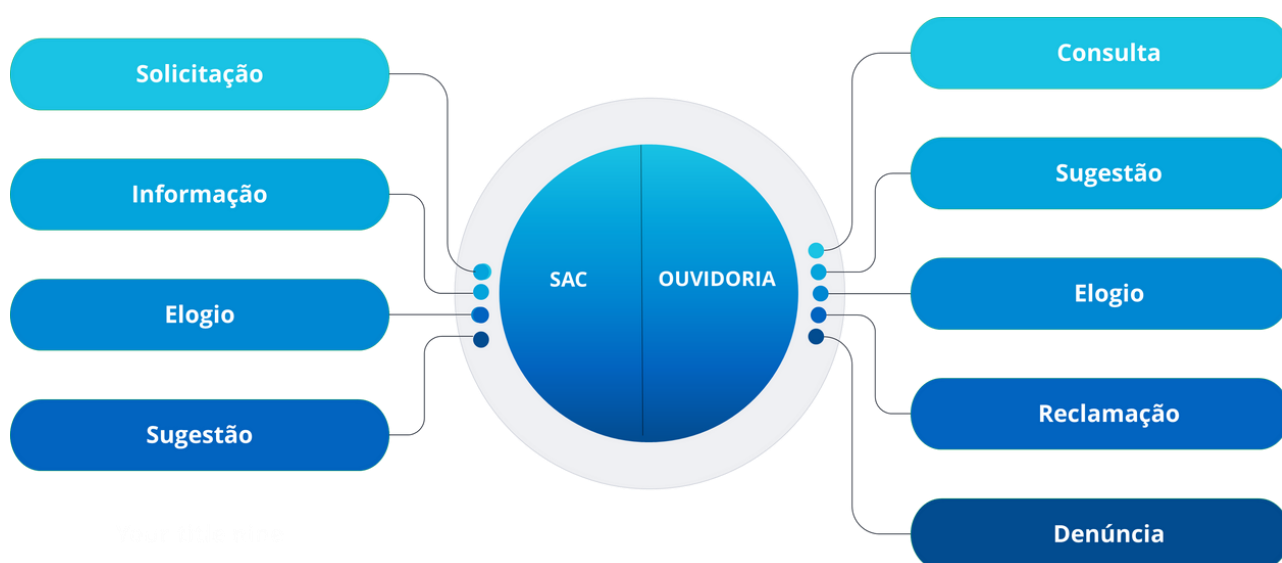 Solicitação
Informação
Elogio
Sugestão
SAC
OUVIDORIA
Consulta
Sugestão
Elogio
Reclamação
Denúncia